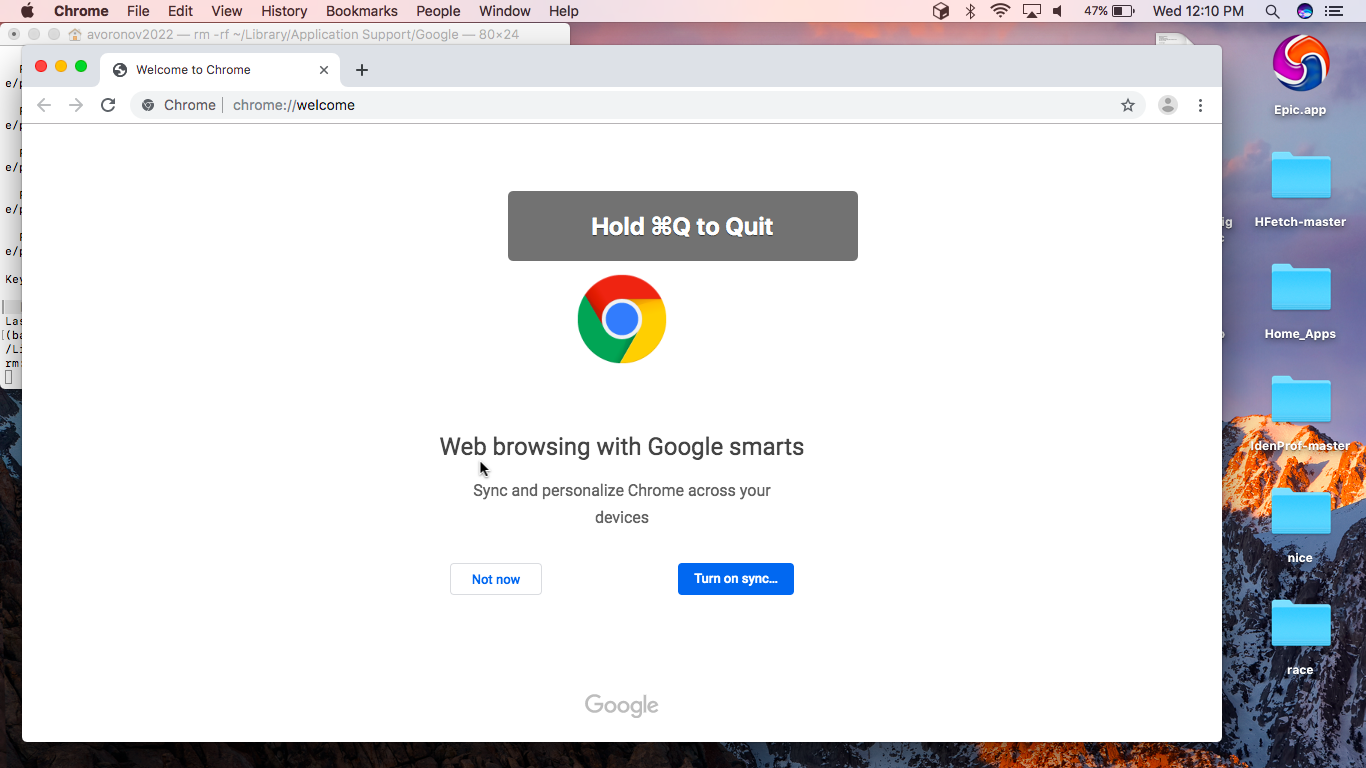 Chrome File Edit View History Bookmarks People Window Help 47% Wed 12:10 PM
avoronov2022 — rm -rf ~/Library/Application Support/Google — 80×24
Welcome to Chrome
Chrome chrome://welcome
Epic.app
e/p
e/p
e/p
e/p
e/p
Key
Las
(ba
/Li
rm:
Hold ⌘Q to Quit
HFetch-master
Home_Apps
Web browsing with Google smarts
IdenProf-master
Sync and personalize Chrome across your
devices
nice
Not now
Turn on sync...
race
Google